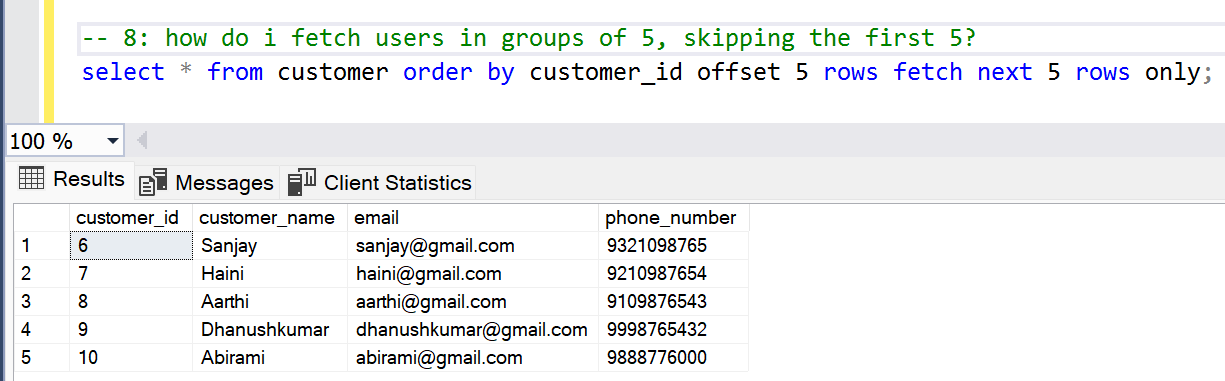 -- 8: how do i fetch users in groups of 5, skipping the first 5?
select * from customer order by customer_id offset 5 rows fetch next 5 rows only;
100 %
Results Messages Client Statistics
customer_id customer_name email phone_number
1 6 Sanjay sanjay@gmail.com 9321098765
2 7 Haini haini@gmail.com 9210987654
3 8 Aarthi aarthi@gmail.com 9109876543
4 9 Dhanushkumar dhanushkumar@gmail.com 9998765432
5 10 Abirami abirami@gmail.com 9888776000